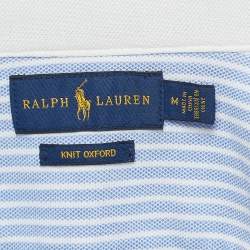 RALPH LAUREN
M
KNIT OXFORD